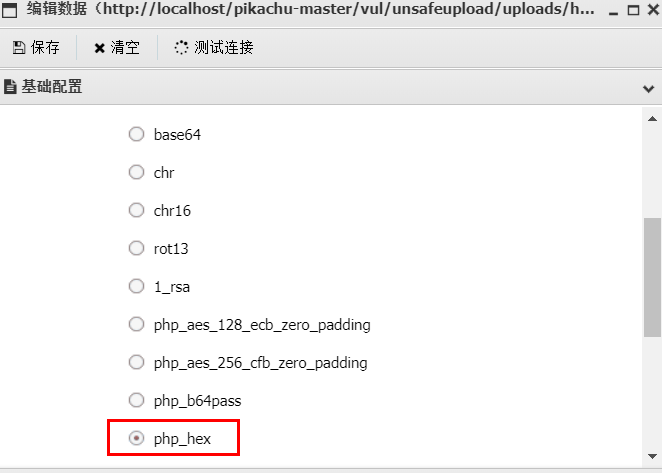 编辑数据（http://localhost/pikachu-master/vul/unsafeupload/uploads/h...
保存 清空 测试连接
基础配置
base64
chr
chr16
rot13
1_rsa
php_aes_128_ecb_zero_padding
php_aes_256_cfb_zero_padding
php_b64pass
php_hex